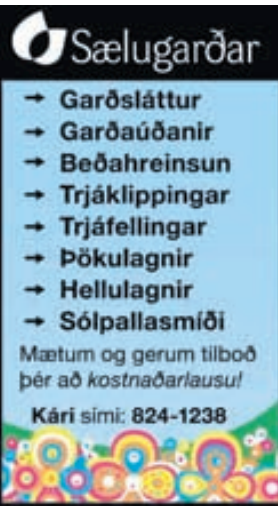 Sælugarðar
→ Garðsláttur
→ Garðaúðanir
→ Beðahreinsun
→ Trjáklippingar
→ Trjáfellingar
→ Þökulagnir
→ Hellulagnir
→ Sólpallasmíði
Mætum og gerum tilboð
þér að kostnaðarlausu!
Kári sími: 824-1238